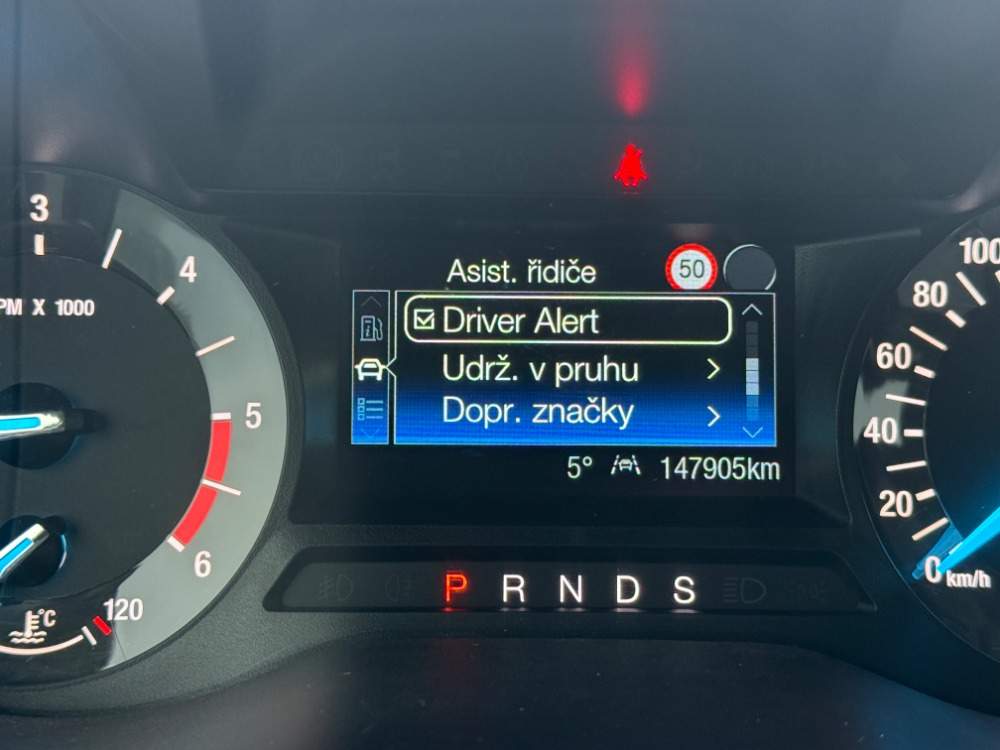 3
4
PM X 1000
5
6
°C
120
Asist. řidiče
50
Driver Alert
Udrž. v pruhu
Dopr. značky
5° 147905km
P R N D S
100
80
60
40
20
0 km/h